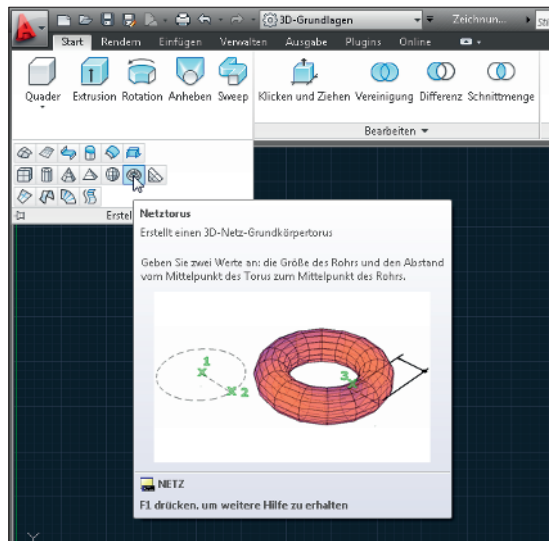 3D-Grundlagen
Zeichnun...
Start Rendern Einfügen Verwalten Ausgabe Plugins Online
Quader Extrusion Rotation Anheben Sweep Klicken und Ziehen Vereinigung Differenz Schnittmenge
Bearbeiten
Netztorus
Erstellt einen 3D-Netz-Grundkörpertorus
Geben Sie zwei Werte an: die Größe des Rohrs und den Abstand
vom Mittelpunkt des Torus zum Mittelpunkt des Rohrs.
1
2
3
NETZ
F1 drücken, um weitere Hilfe zu erhalten
Y